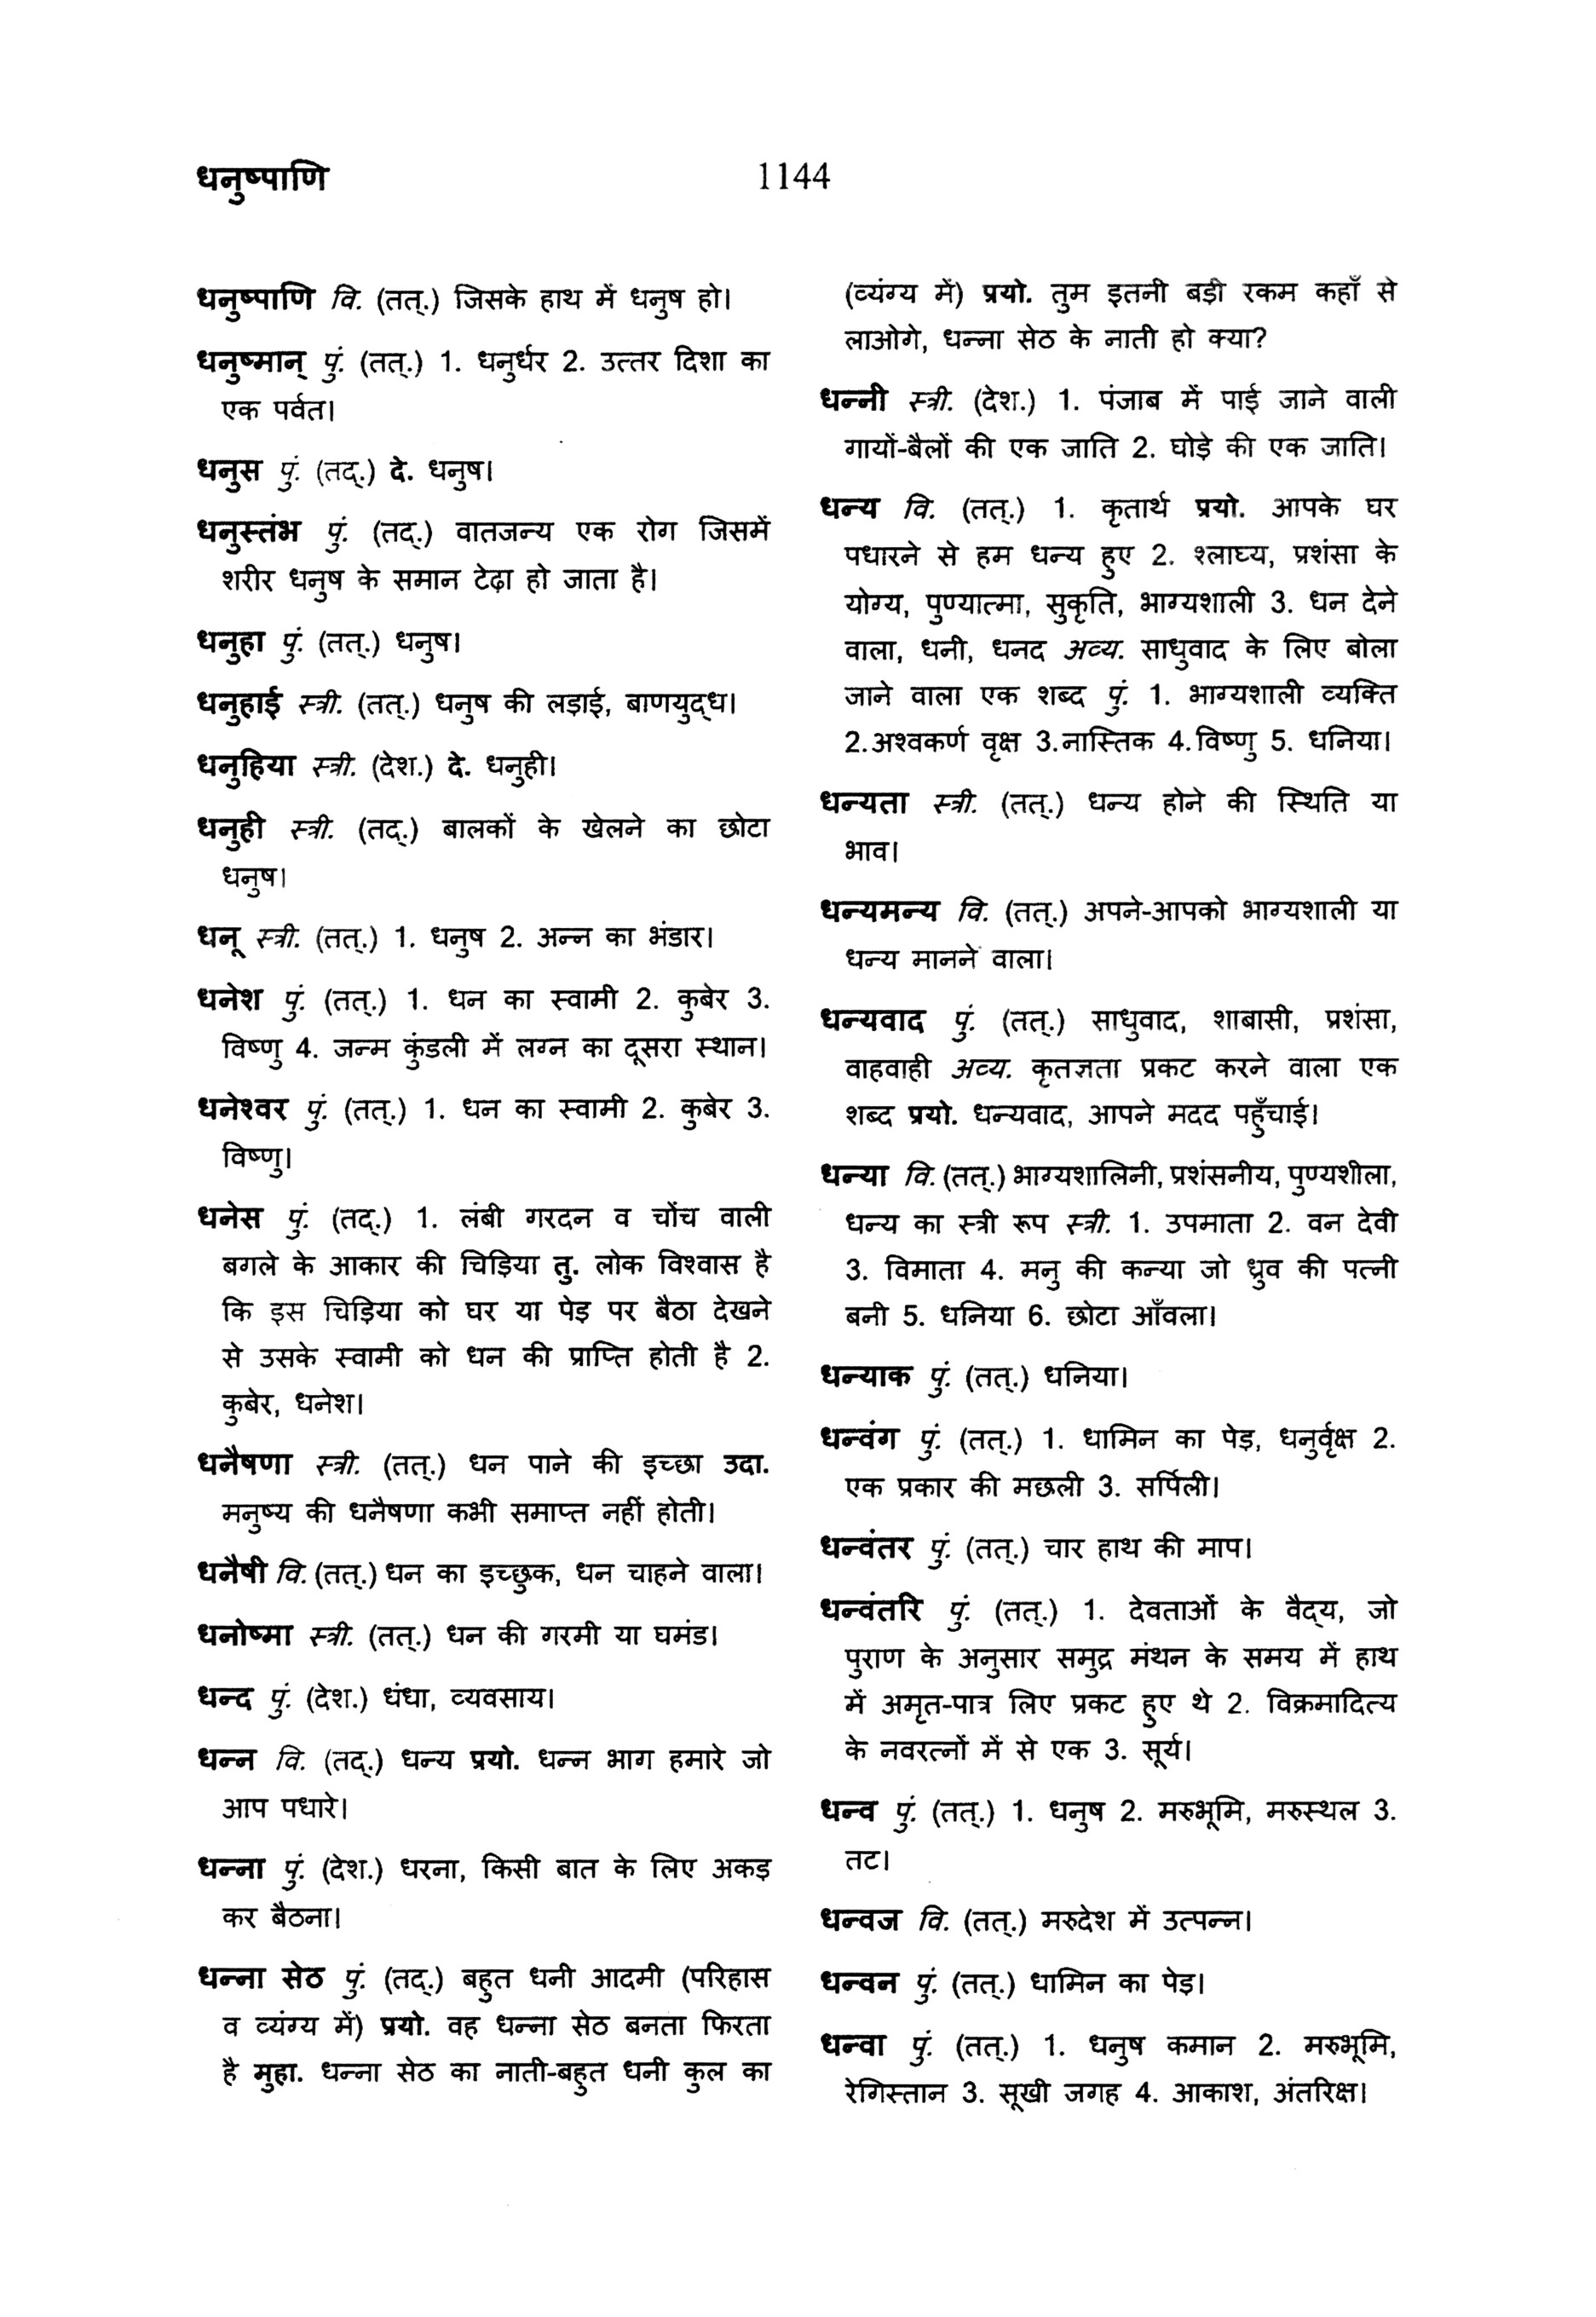 धनुष्पाणि
1144
धनुष्पाणि वि. (तत्.) जिसके हाथ में धनुष हो।
धनुष्मान् पुं. (तत्.) 1. धनुर्धर 2. उत्तर दिशा का
एक पर्वत।
धनुस पुं. (तद्.) दे. धनुष।
धनुस्तंभ पुं. (तद्.) वातजन्य एक रोग जिसमें
शरीर धनुष के समान टेढ़ा हो जाता है।
धनुहा पुं. (तत्.) धनुष।
धनुहाई स्त्री. (तत्.) धनुष की लड़ाई, बाणयुद्ध।
धनुहिया स्त्री. (देश.) दे. धनुही।
धनुही स्त्री. (तद्.) बालकों के खेलने का छोटा
धनुष।
धनू स्त्री. (तत्.) 1. धनुष 2. अन्न का भंडार।
धनेश पुं. (तत्.) 1. धन का स्वामी 2. कुबेर 3.
विष्णु 4. जन्म कुंडली में लग्न का दूसरा स्थान।
धनेश्वर पुं. (तत्.) 1. धन का स्वामी 2. कुबेर 3.
विष्णु।
धनेस पुं. (तद्.) 1. लंबी गरदन व चोंच वाली
बगले के आकार की चिड़िया तु. लोक विश्वास है
कि इस चिड़िया को घर या पेड़ पर बैठा देखने
से उसके स्वामी को धन की प्राप्ति होती है 2.
कुबेर, धनेश।
धनैषणा स्त्री. (तत्.) धन पाने की इच्छा उदा.
मनुष्य की धनैषणा कभी समाप्त नहीं होती।
धनैषी वि. (तत्.) धन का इच्छुक, धन चाहने वाला।
धनोष्मा स्त्री. (तत्.) धन की गरमी या घमंड।
धन्द पुं. (देश.) धंधा, व्यवसाय।
धन्न वि. (तद्.) धन्य प्रयो. धन्न भाग हमारे जो
आप पधारे।
धन्ना पुं. (देश.) धरना, किसी बात के लिए अकड़
कर बैठना।
धन्ना सेठ पुं. (तद्.) बहुत धनी आदमी (परिहास
व व्यंग्य में) प्रयो. वह धन्ना सेठ बनता फिरता
है मुहा. धन्ना सेठ का नाती-बहुत धनी कुल का
(व्यंग्य में) प्रयो. तुम इतनी बड़ी रकम कहाँ से
लाओगे, धन्ना सेठ के नाती हो क्या?
धन्नी स्त्री. (देश.) 1. पंजाब में पाई जाने वाली
गायों-बैलों की एक जाति 2. घोड़े की एक जाति।
धन्य वि. (तत्.) 1. कृतार्थ प्रयो. आपके घर
पधारने से हम धन्य हुए 2. श्लाघ्य, प्रशंसा के
योग्य, पुण्यात्मा, सुकृति, भाग्यशाली 3. धन देने
वाला, धनी, धनद अव्य. साधुवाद के लिए बोला
जाने वाला एक शब्द पुं. 1. भाग्यशाली व्यक्ति
2.अश्वकर्ण वृक्ष 3.नास्तिक 4.विष्णु 5. धनिया।
धन्यता स्त्री. (तत्.) धन्य होने की स्थिति या
भाव।
धन्यमन्य वि. (तत्.) अपने-आपको भाग्यशाली या
धन्य मानने वाला।
धन्यवाद पुं. (तत्.) साधुवाद, शाबासी, प्रशंसा,
वाहवाही अव्य. कृतज्ञता प्रकट करने वाला एक
शब्द प्रयो. धन्यवाद, आपने मदद पहुँचाई।
धन्या वि. (तत्.) भाग्यशालिनी, प्रशंसनीय, पुण्यशीला,
धन्य का स्त्री रूप स्त्री. 1. उपमाता 2. वन देवी
3. विमाता 4. मनु की कन्या जो ध्रुव की पत्नी
बनी 5. धनिया 6. छोटा आँवला।
धन्याक पुं. (तत्.) धनिया।
धन्वंग पुं. (तत्.) 1. धामिन का पेड़, धनुर्वृक्ष 2.
एक प्रकार की मछली 3. सर्पिली।
धन्वंतर पुं. (तत्.) चार हाथ की माप।
धन्वंतरि पुं. (तत्.) 1. देवताओं के वैद्य, जो
पुराण के अनुसार समुद्र मंथन के समय में हाथ
में अमृत-पात्र लिए प्रकट हुए थे 2. विक्रमादित्य
के नवरत्नों में से एक 3. सूर्य।
धन्व पुं. (तत्.) 1. धनुष 2. मरुभूमि, मरुस्थल 3.
तट।
धन्वज वि. (तत्.) मरुदेश में उत्पन्न।
धन्वन पुं. (तत्.) धामिन का पेड़।
धन्वा पुं. (तत्.) 1. धनुष कमान 2. मरुभूमि,
रेगिस्तान 3. सूखी जगह 4. आकाश, अंतरिक्ष।